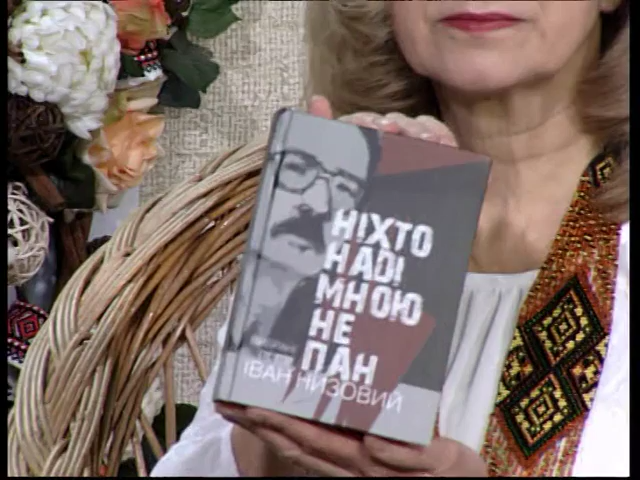 НІХТО
НАДІ
МНОЮ
НЕ
ПАН
ІВАН НИЗОВИЙ